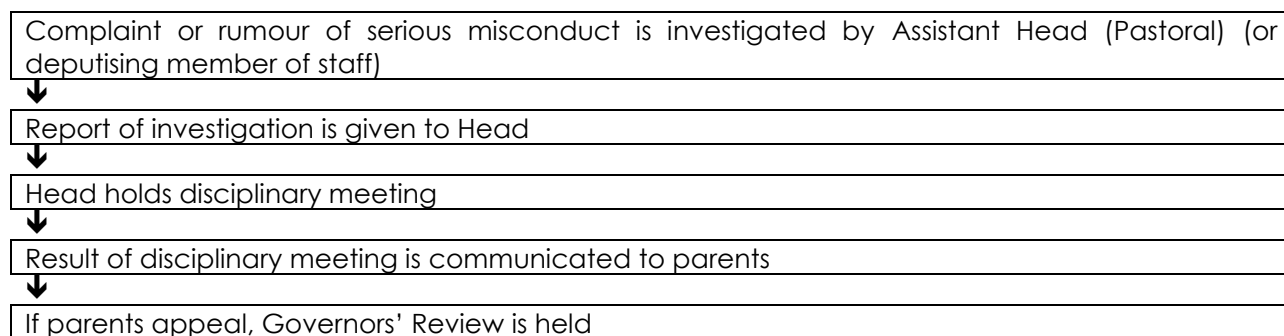 Complaint or rumour of serious misconduct is investigated by Assistant Head (Pastoral) (or
deputising member of staff)
Report of investigation is given to Head
Head holds disciplinary meeting
Result of disciplinary meeting is communicated to parents
If parents appeal, Governors’ Review is held